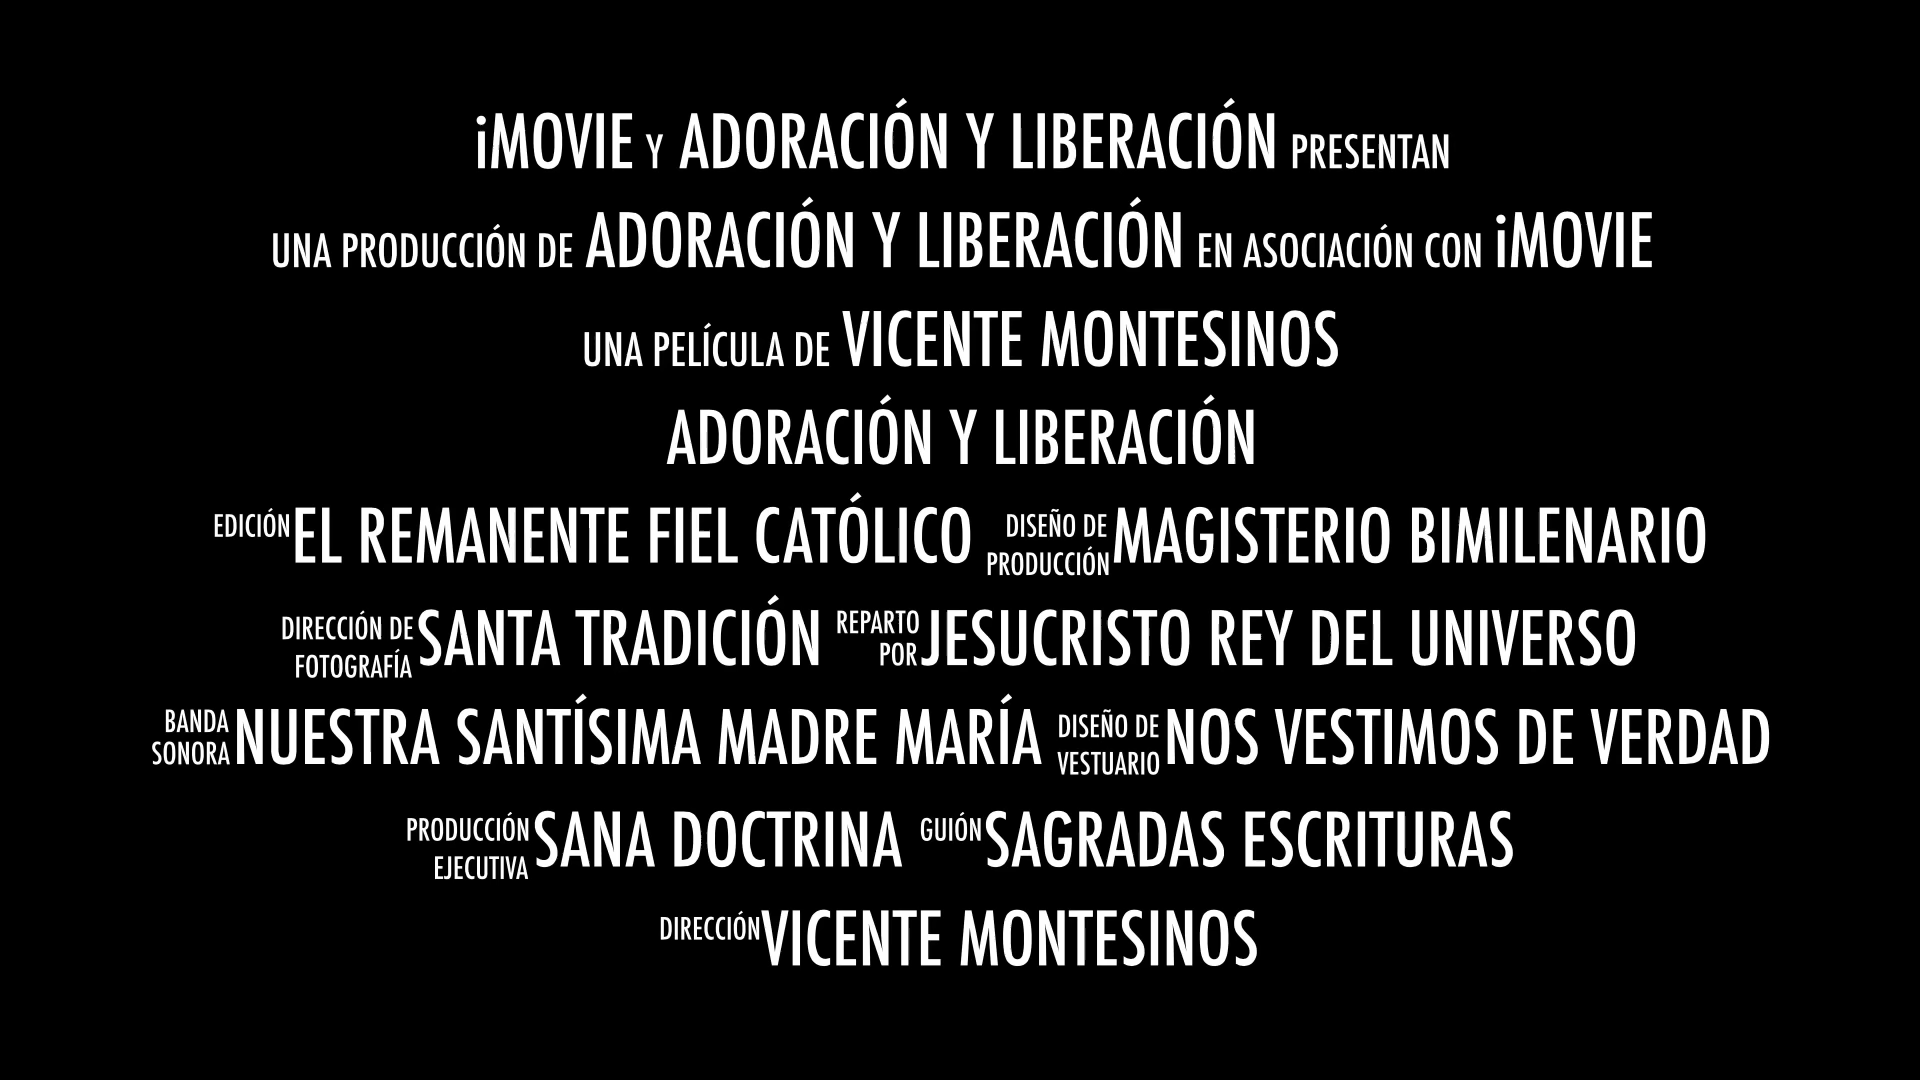 iMOVIE Y ADORACIÓN Y LIBERACIÓN PRESENTAN
UNA PRODUCCIÓN DE ADORACIÓN Y LIBERACIÓN EN ASOCIACIÓN CON iMOVIE
UNA PELÍCULA DE VICENTE MONTESINOS
ADORACIÓN Y LIBERACIÓN
EDICIÓN EL REMANENTE FIEL CATÓLICO DISEÑO DE PRODUCCIÓN MAGISTERIO BIMILENARIO
DIRECCIÓN DE FOTOGRAFÍA SANTA TRADICIÓN REPARTO POR JESUCRISTO REY DEL UNIVERSO
BANDA SONORA NUESTRA SANTÍSIMA MADRE MARÍA DISEÑO DE VESTUARIO NOS VESTIMOS DE VERDAD
PRODUCCIÓN EJECUTIVA SANA DOCTRINA GUIÓN SAGRADAS ESCRITURAS
DIRECCIÓN VICENTE MONTESINOS